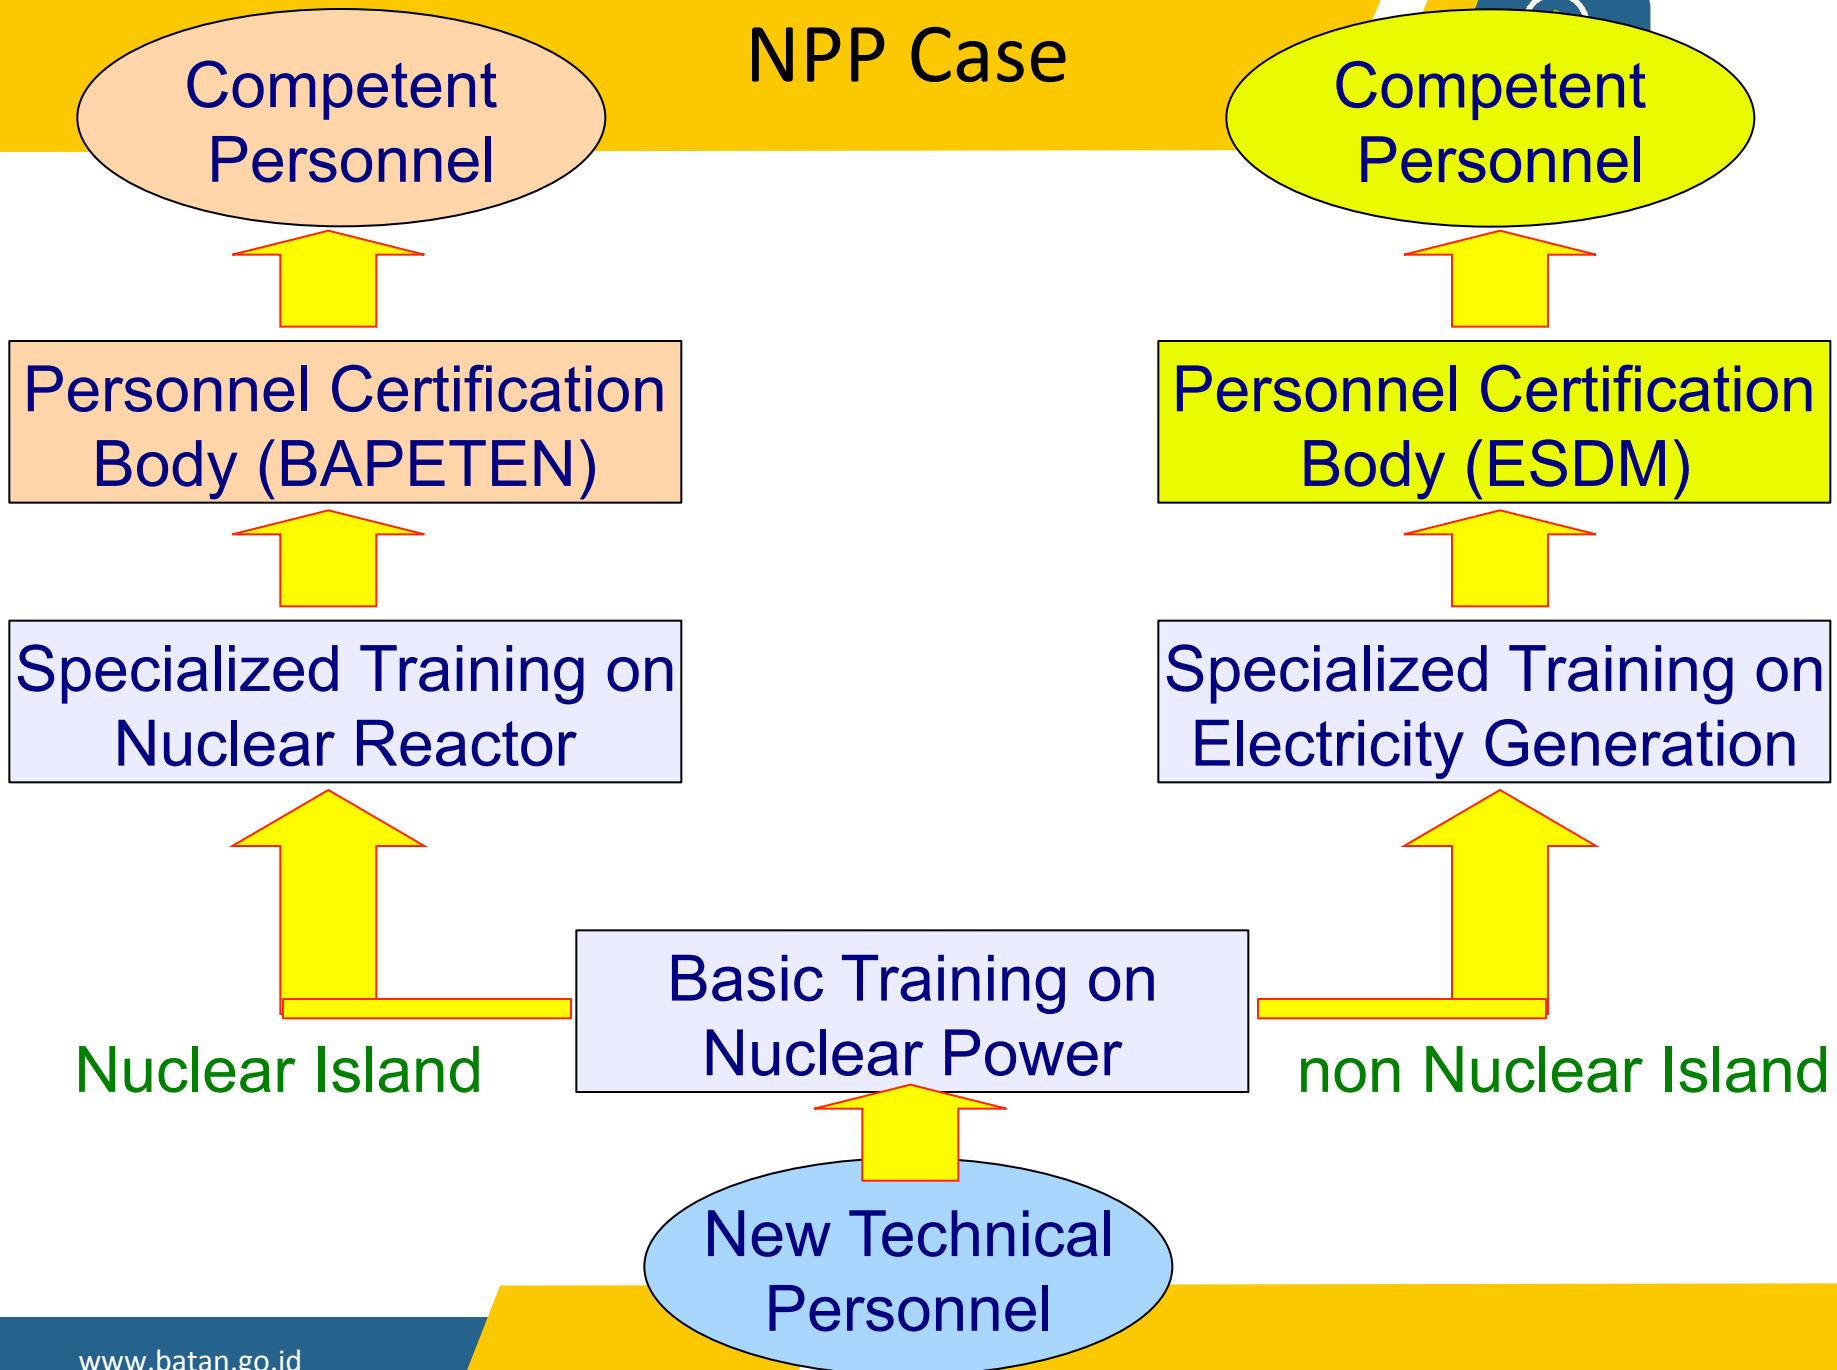 NPP Case
Competent
Personnel
Competent
Personnel
Personnel Certification
Body (BAPETEN)
Personnel Certification
Body (ESDM)
Specialized Training on
Nuclear Reactor
Specialized Training on
Electricity Generation
Basic Training on
Nuclear Power
Nuclear Island
non Nuclear Island
New Technical
Personnel
www.batan.go.id